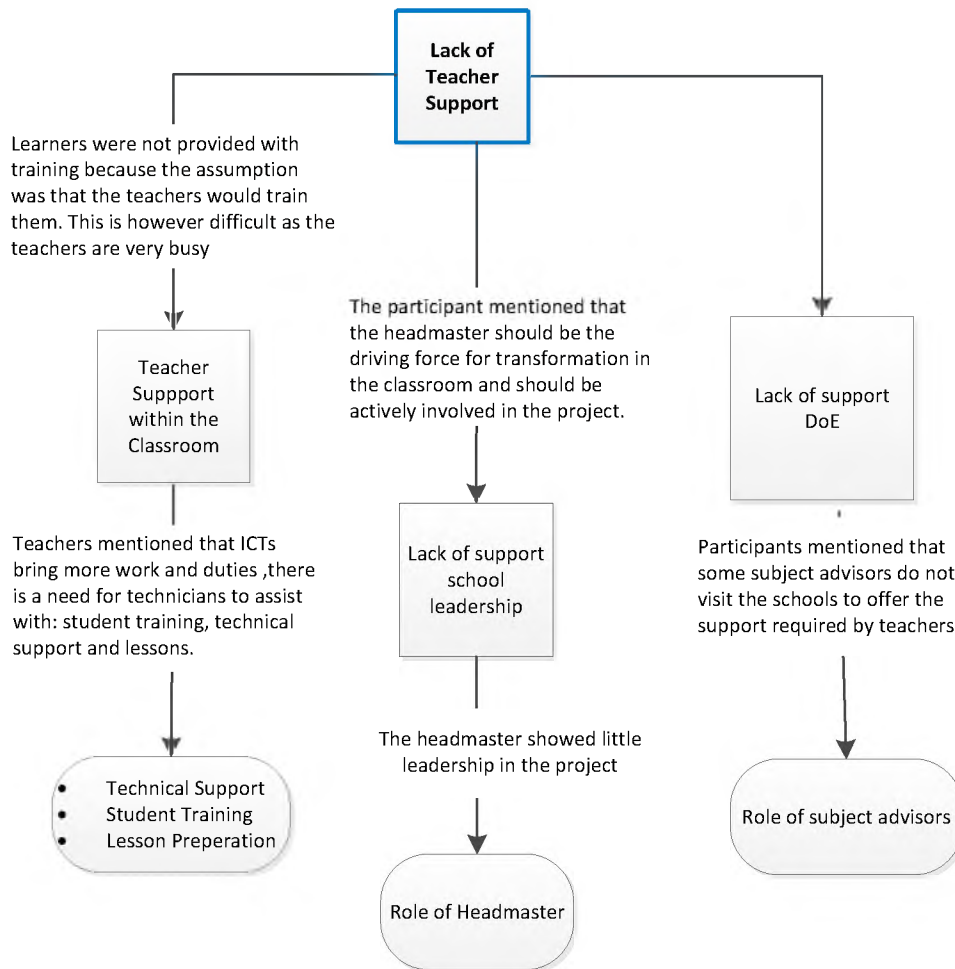 Lack of
Teacher
Support
Learners were not provided with
training because the assumption
was that the teachers would train
them. This is however difficult as the
teachers are very busy
The participant mentioned that
the headmaster should be the
driving force for transformation in
the classroom and should be
actively involved in the project.
Teacher
Suppport
within the
Classroom
Lack of support
DoE
Lack of support
school
leadership
Teachers mentioned that ICTs
bring more work and duties ,there
is a need for technicians to assist
with: student training, technical
support and lessons.
Participants mentioned that
some subject advisors do not
visit the schools to offer the
support required by teachers
The headmaster showed little
leadership in the project
• Technical Support
• Student Training
• Lesson Preperation
Role of subject advisors
Role of Headmaster